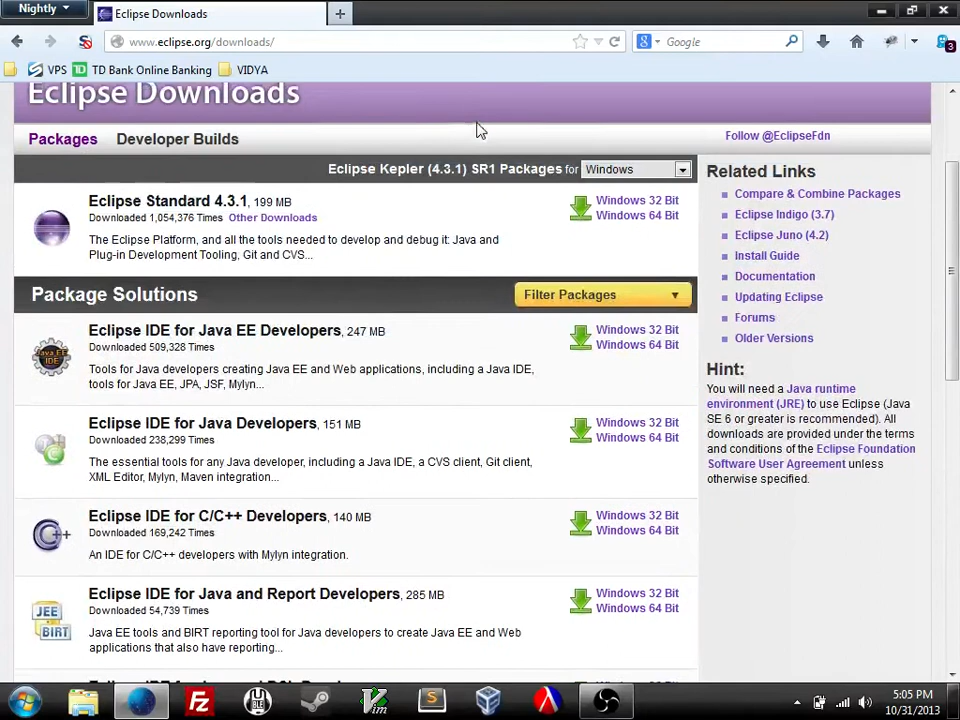 Nightly
Eclipse Downloads
www.eclipse.org/downloads/
Google
3
VPS
TD Bank Online Banking
VIDYA
Eclipse Downloads
Packages
Developer Builds
Follow @EclipseFdn
Eclipse Kepler (4.3.1) SR1 Packages for Windows
Eclipse Standard 4.3.1, 199 MB
Downloaded 1,054,376 Times Other Downloads
The Eclipse Platform, and all the tools needed to develop and debug it: Java and
Plug-in Development Tooling, Git and CVS...
Windows 32 Bit
Windows 64 Bit
Package Solutions
Filter Packages
Eclipse IDE for Java EE Developers, 247 MB
Downloaded 509,328 Times
Tools for Java developers creating Java EE and Web applications, including a Java IDE,
tools for Java EE, JPA, JSF, Mylyn...
Windows 32 Bit
Windows 64 Bit
Java EE
IDE
Eclipse IDE for Java Developers, 151 MB
Downloaded 238,299 Times
The essential tools for any Java developer, including a Java IDE, a CVS client, Git client,
XML Editor, Mylyn, Maven integration...
Windows 32 Bit
Windows 64 Bit
Eclipse IDE for C/C++ Developers, 140 MB
Downloaded 169,242 Times
An IDE for C/C++ developers with Mylyn integration.
Windows 32 Bit
Windows 64 Bit
C++
Eclipse IDE for Java and Report Developers, 285 MB
Downloaded 54,739 Times
Java EE tools and BIRT reporting tool for Java developers to create Java EE and Web
applications that also have reporting...
Windows 32 Bit
Windows 64 Bit
JEE
BIRT
Related Links
Compare & Combine Packages
Eclipse Indigo (3.7)
Eclipse Juno (4.2)
Install Guide
Documentation
Updating Eclipse
Forums
Older Versions
Hint:
You will need a Java runtime
environment (JRE) to use Eclipse (Java
SE 6 or greater is recommended). All
downloads are provided under the terms
and conditions of the Eclipse Foundation
Software User Agreement unless
otherwise specified.
5:05 PM
10/31/2013